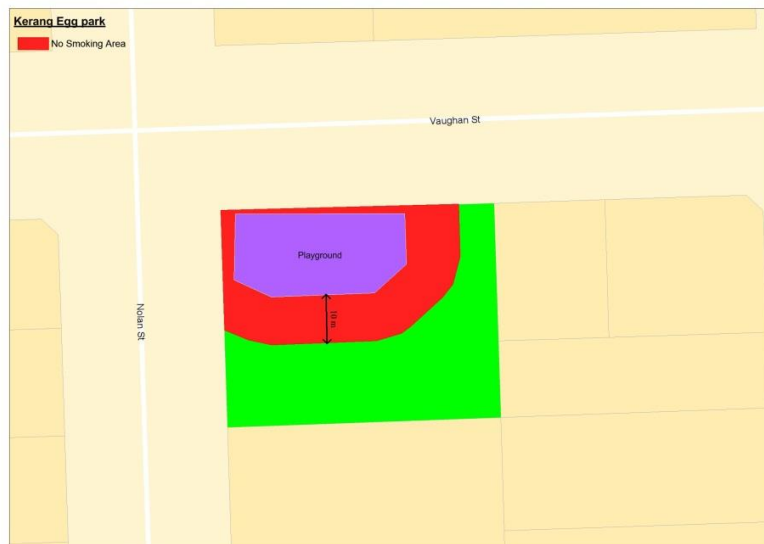 Kerang Egg park
No Smoking Area
Vaughan St
Playground
10 m
Nolan St